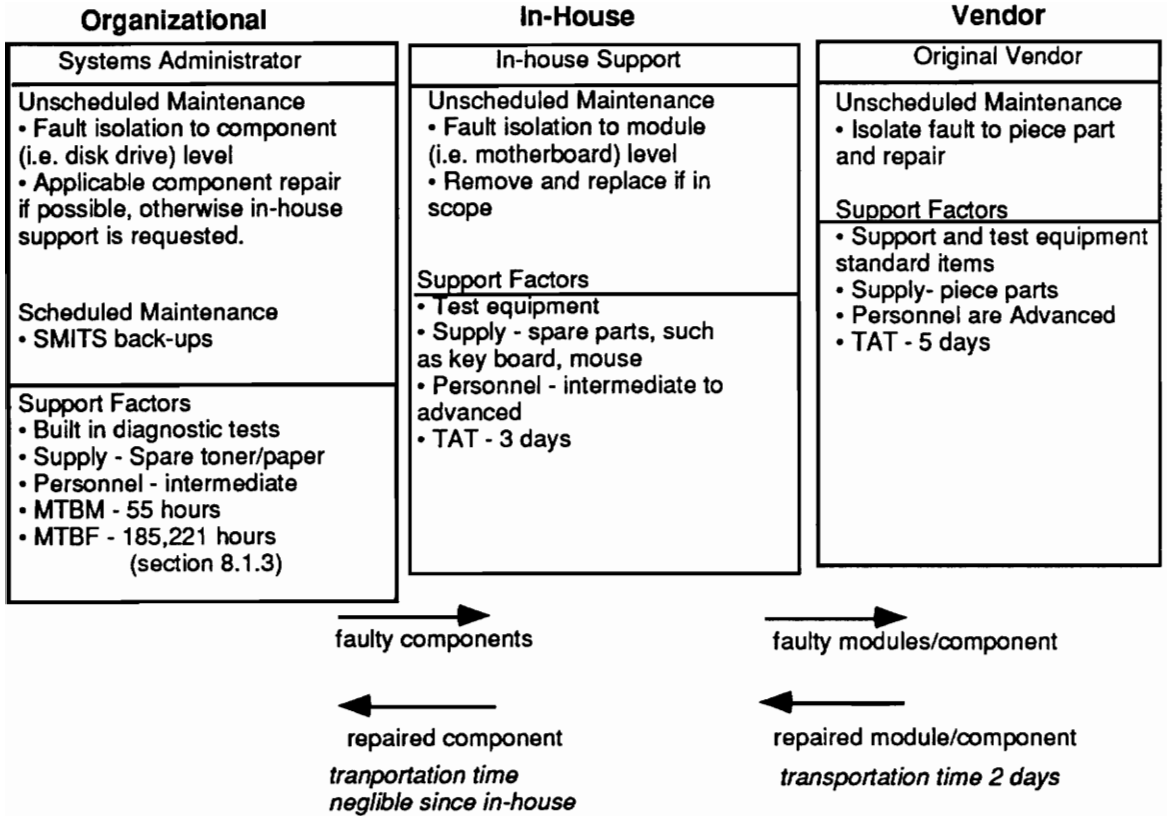 Organizational
Systems Administrator
Unscheduled Maintenance
• Fault isolation to component
(i.e. disk drive) level
• Applicable component repair
if possible, otherwise in-house
support is requested.
Scheduled Maintenance
• SMITS back-ups
Support Factors
• Built in diagnostic tests
• Supply - Spare toner/paper
• Personnel - intermediate
• MTBM - 55 hours
• MTBF - 185,221 hours
(section 8.1.3)
In-House
In-house Support
Unscheduled Maintenance
• Fault isolation to module
(i.e. motherboard) level
• Remove and replace if in
scope
Support Factors
• Test equipment
• Supply - spare parts, such
as key board, mouse
• Personnel - intermediate to
advanced
• TAT - 3 days
Vendor
Original Vendor
Unscheduled Maintenance
• Isolate fault to piece part
and repair
Support Factors
• Support and test equipment
standard items
• Supply- piece parts
• Personnel are Advanced
• TAT - 5 days
faulty components
faulty modules/component
repaired component
tranportation time
neglible since in-house
repaired module/component
transportation time 2 days